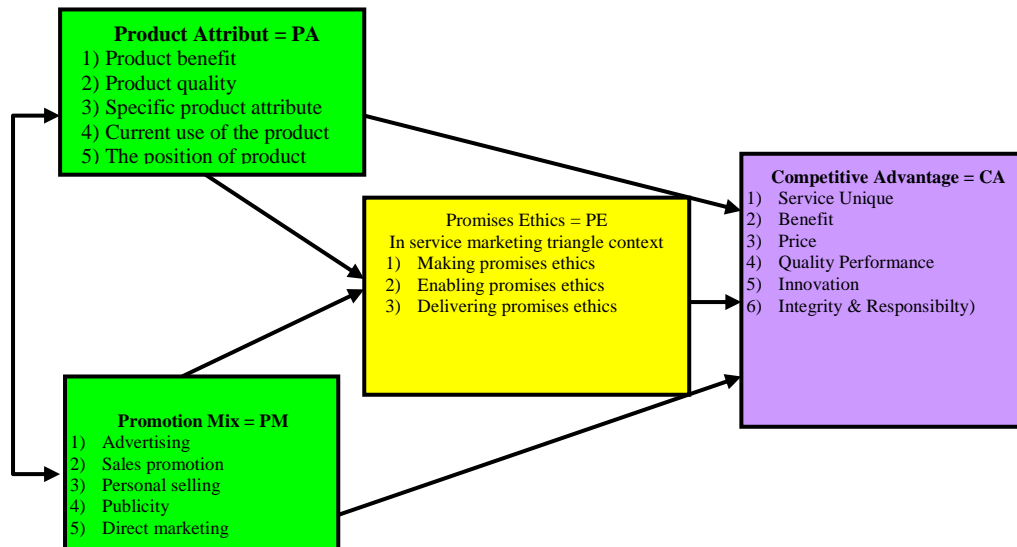 Product Attribut = PA
1) Product benefit
2) Product quality
3) Specific product attribute
4) Current use of the product
5) The position of product
Promises Ethics = PE
In service marketing triangle context
1) Making promises ethics
2) Enabling promises ethics
3) Delivering promises ethics
Competitive Advantage = CA
1) Service Unique
2) Benefit
3) Price
4) Quality Performance
5) Innovation
6) Integrity & Responsibilty)
Promotion Mix = PM
1) Advertising
2) Sales promotion
3) Personal selling
4) Publicity
5) Direct marketing